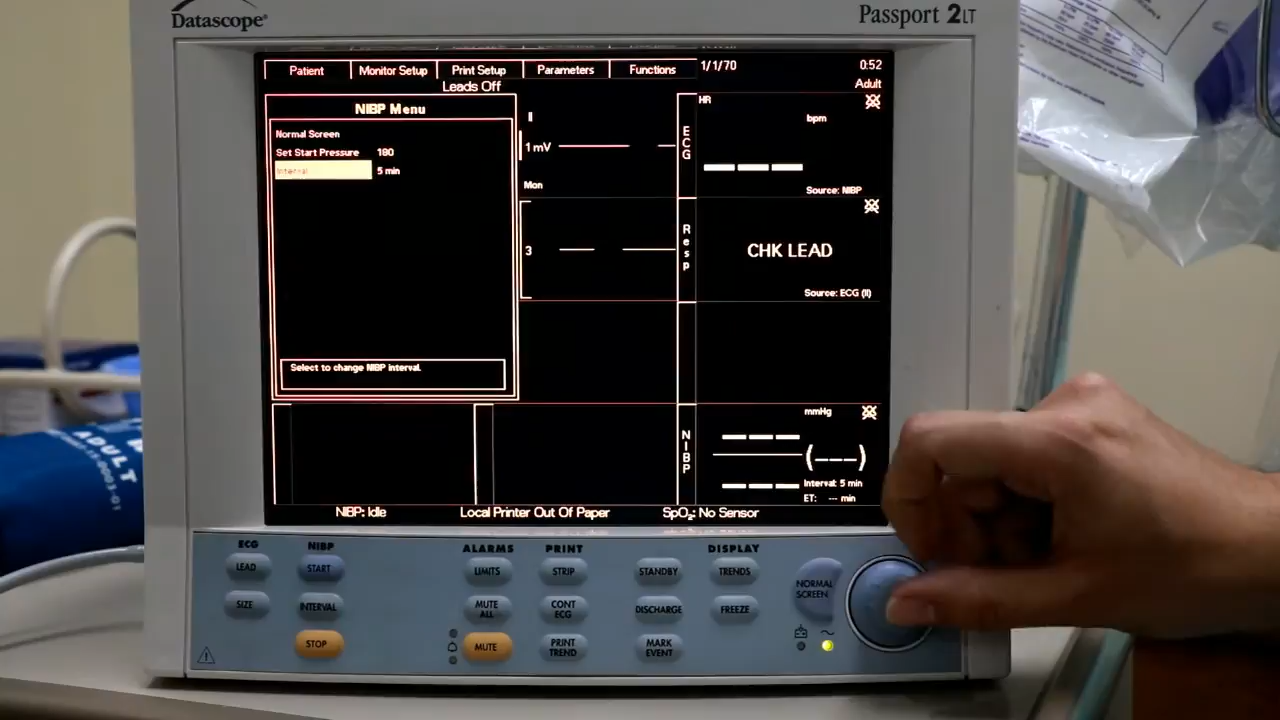 Datascope®
Passport 2LT
Patient
Monitor Setup
Print Setup
Parameters
Functions
1/1/70
0:52
Leads Off
Adult
NIBP Menu
Normal Screen
Set Start Pressure 180
Interval 5 min
Select to change NIBP interval.
II
1 mV
Mon
3
ECG
HR
bpm
Source: NIBP
Resp
CHK LEAD
Source: ECG (II)
NIBP
mmHg
(---)
Interval: 5 min
ET: --- min
NIBP: Idle
Local Printer Out Of Paper
SpO₂: No Sensor
ECG
NIBP
ALARMS
PRINT
DISPLAY
LEAD
START
LIMITS
STRIP
STANDBY
TRENDS
NORMAL
SCREEN
SIZE
INTERVAL
MUTE
ALL
CONT
ECG
DISCHARGE
FREEZE
STOP
MUTE
PRINT
TREND
MARK
EVENT
ADULT